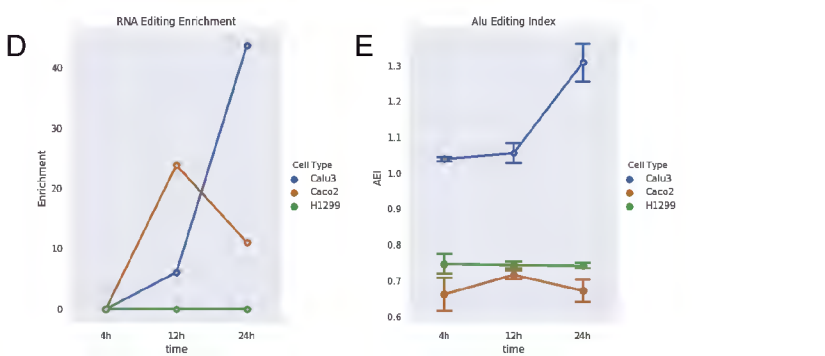 D
RNA Editing Enrichment
Enrichment
40
30
20
10
0
4h
12h
24h
time
Cell Type
Calu3
Caco2
H1299
E
Alu Editing Index
AEI
1.3
1.2
1.1
1.0
0.9
0.8
0.7
0.6
4h
12h
24h
time
Cell Type
Calu3
Caco2
H1299